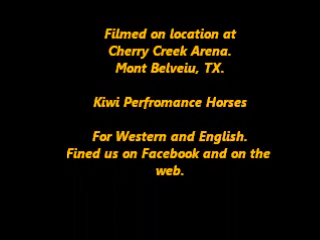 Filmed on location at
Cherry Creek Arena.
Mont Belveiu, TX.
Kiwi Perfromance Horses
For Western and English.
Fined us on Facebook and on the
web.